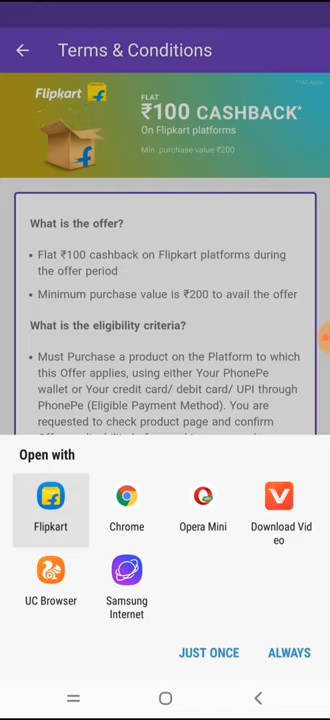 Terms & Conditions
Flipkart
FLAT
₹100 CASHBACK*
On Flipkart platforms
Min. purchase value ₹200
*T&C Apply
What is the offer?
• Flat ₹100 cashback on Flipkart platforms during
the offer period
• Minimum purchase value is ₹200 to avail the offer
What is the eligibility criteria?
• Must Purchase a product on the Platform to which
this Offer applies, using either Your PhonePe
wallet or Your credit card/ debit card/ UPI through
PhonePe (Eligible Payment Method). You are
requested to check product page and confirm
Open with
Flipkart
Chrome
Opera Mini
Download Vid
eo
UC Browser
Samsung
Internet
JUST ONCE
ALWAYS